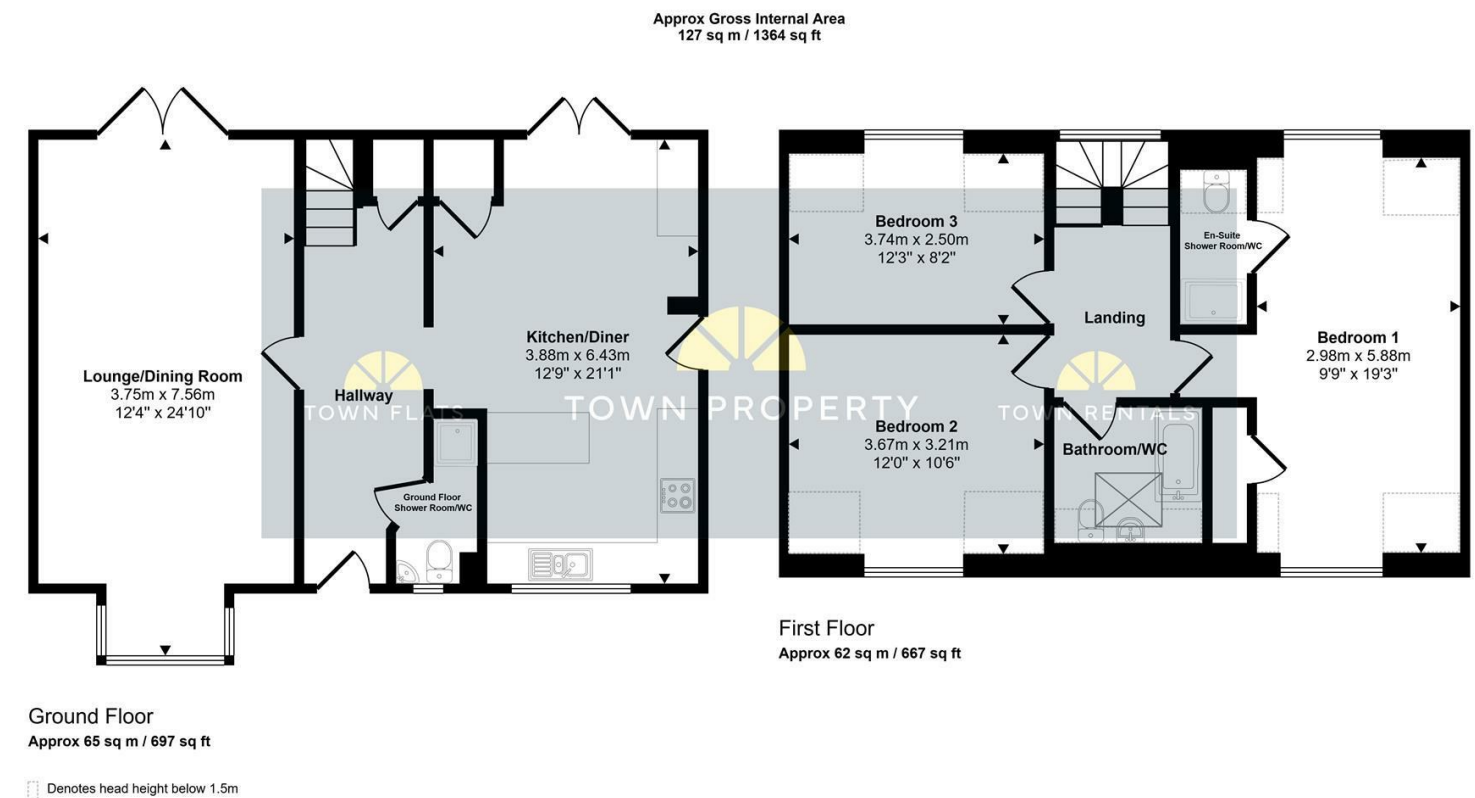 Approx Gross Internal Area
127 sq m / 1364 sq ft
Lounge/Dining Room
3.75m x 7.56m
12'4" x 24'10"
Hallway
Ground Floor
Shower Room/WC
Kitchen/Diner
3.88m x 6.43m
12'9" x 21'1"
TOWN FLATS
TOWN PROPERTY
TOWN RENTALS
Bedroom 3
3.74m x 2.50m
12'3" x 8'2"
Landing
En-Suite
Shower Room/WC
Bedroom 1
2.98m x 5.88m
9'9" x 19'3"
Bedroom 2
3.67m x 3.21m
12'0" x 10'6"
Bathroom/WC
First Floor
Approx 62 sq m / 667 sq ft
Ground Floor
Approx 65 sq m / 697 sq ft
Denotes head height below 1.5m